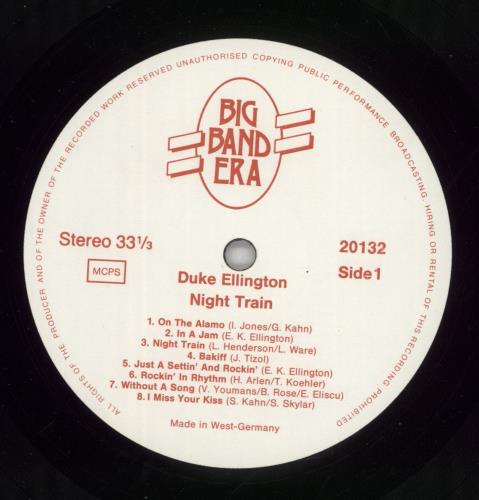 ALL RIGHTS OF THE PRODUCER AND OF THE OWNER OF THE RECORDED WORK RESERVED UNAUTHORISED COPYING PUBLIC PERFORMANCE BROADCASTING, HIRING OR RENTAL OF THIS RECORDING PROHIBITED
BIG
BAND
ERA
Stereo 33 1/3
MCPS
20132
Side 1
Duke Ellington
Night Train
1. On The Alamo (I. Jones/G. Kahn)
2. In A Jam (E. K. Ellington)
3. Night Train (L. Henderson/L. Ware)
4. Bakiff (J. Tizol)
5. Just A Settin' And Rockin' (E. K. Ellington)
6. Rockin' In Rhythm (H. Arlen/T. Koehler)
7. Without A Song (V. Youmans/B. Rose/E. Eliscu)
8. I Miss Your Kiss (S. Kahn/S. Skylar)
Made in West-Germany